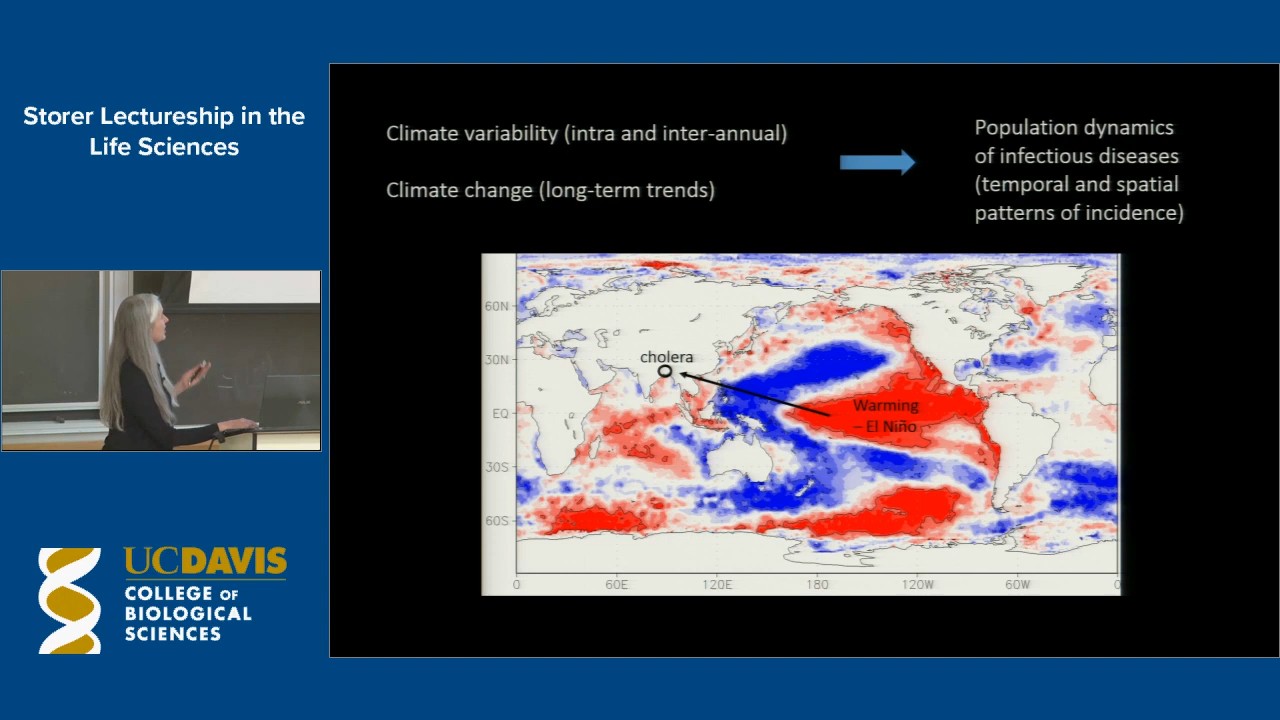 Storer Lectureship in the
Life Sciences
Climate variability (intra and inter-annual)
Climate change (long-term trends)
Population dynamics
of infectious diseases
(temporal and spatial
patterns of incidence)
60N
30N
EQ
30S
60S
cholera
Warming
– El Niño
0
60E
120E
180
120W
60W
0
UCDAVIS
COLLEGE OF
BIOLOGICAL
SCIENCES